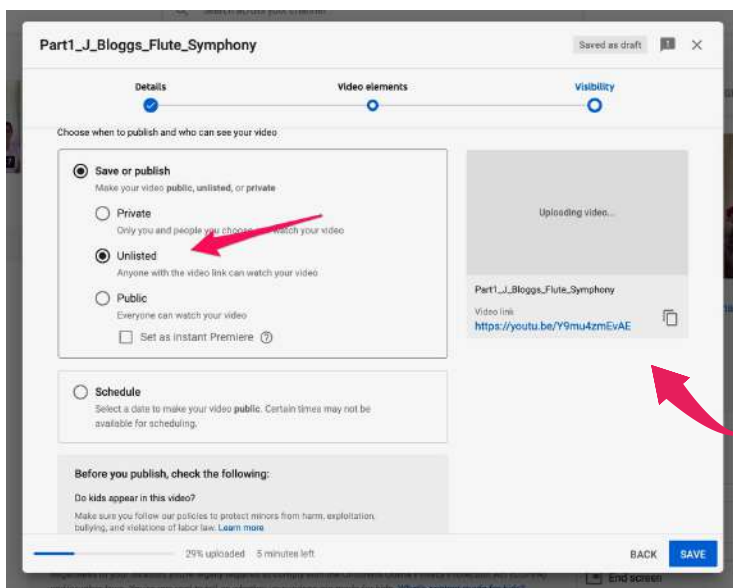 Search across your channel
Part1_J_Bloggs_Flute_Symphony
Saved as draft
Details
Video elements
Visibility
Choose when to publish and who can see your video
Save or publish
Make your video public, unlisted, or private
Private
Only you and people you choose can watch your video
Unlisted
Anyone with the video link can watch your video
Public
Everyone can watch your video
Set as instant Premiere
Schedule
Select a date to make your video public. Certain times may not be
available for scheduling.
Before you publish, check the following:
Do kids appear in this video?
Make sure you follow our policies to protect minors from harm, exploitation,
bullying, and violations of labor law. Learn more
Uploading video...
Part1_J_Bloggs_Flute_Symphony
Video link
https://youtu.be/Y9mu4zmEvAE
29% uploaded 5 minutes left
BACK
SAVE
End screen